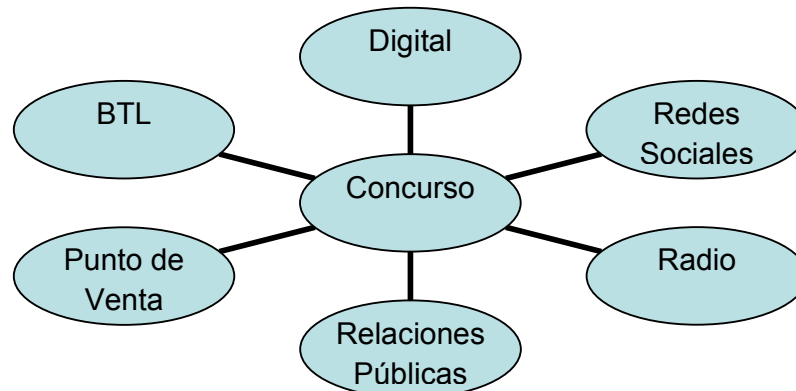 Digital
BTL
Redes
Sociales
Concurso
Punto de
Venta
Radio
Relaciones
Públicas